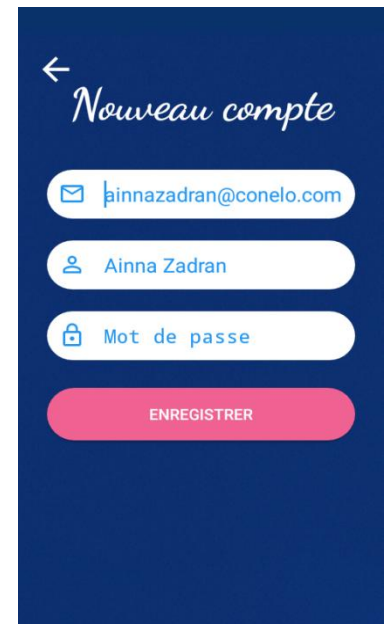 Nouveau compte
ainnazadran@conelo.com
Ainna Zadran
Mot de passe
ENREGISTRER